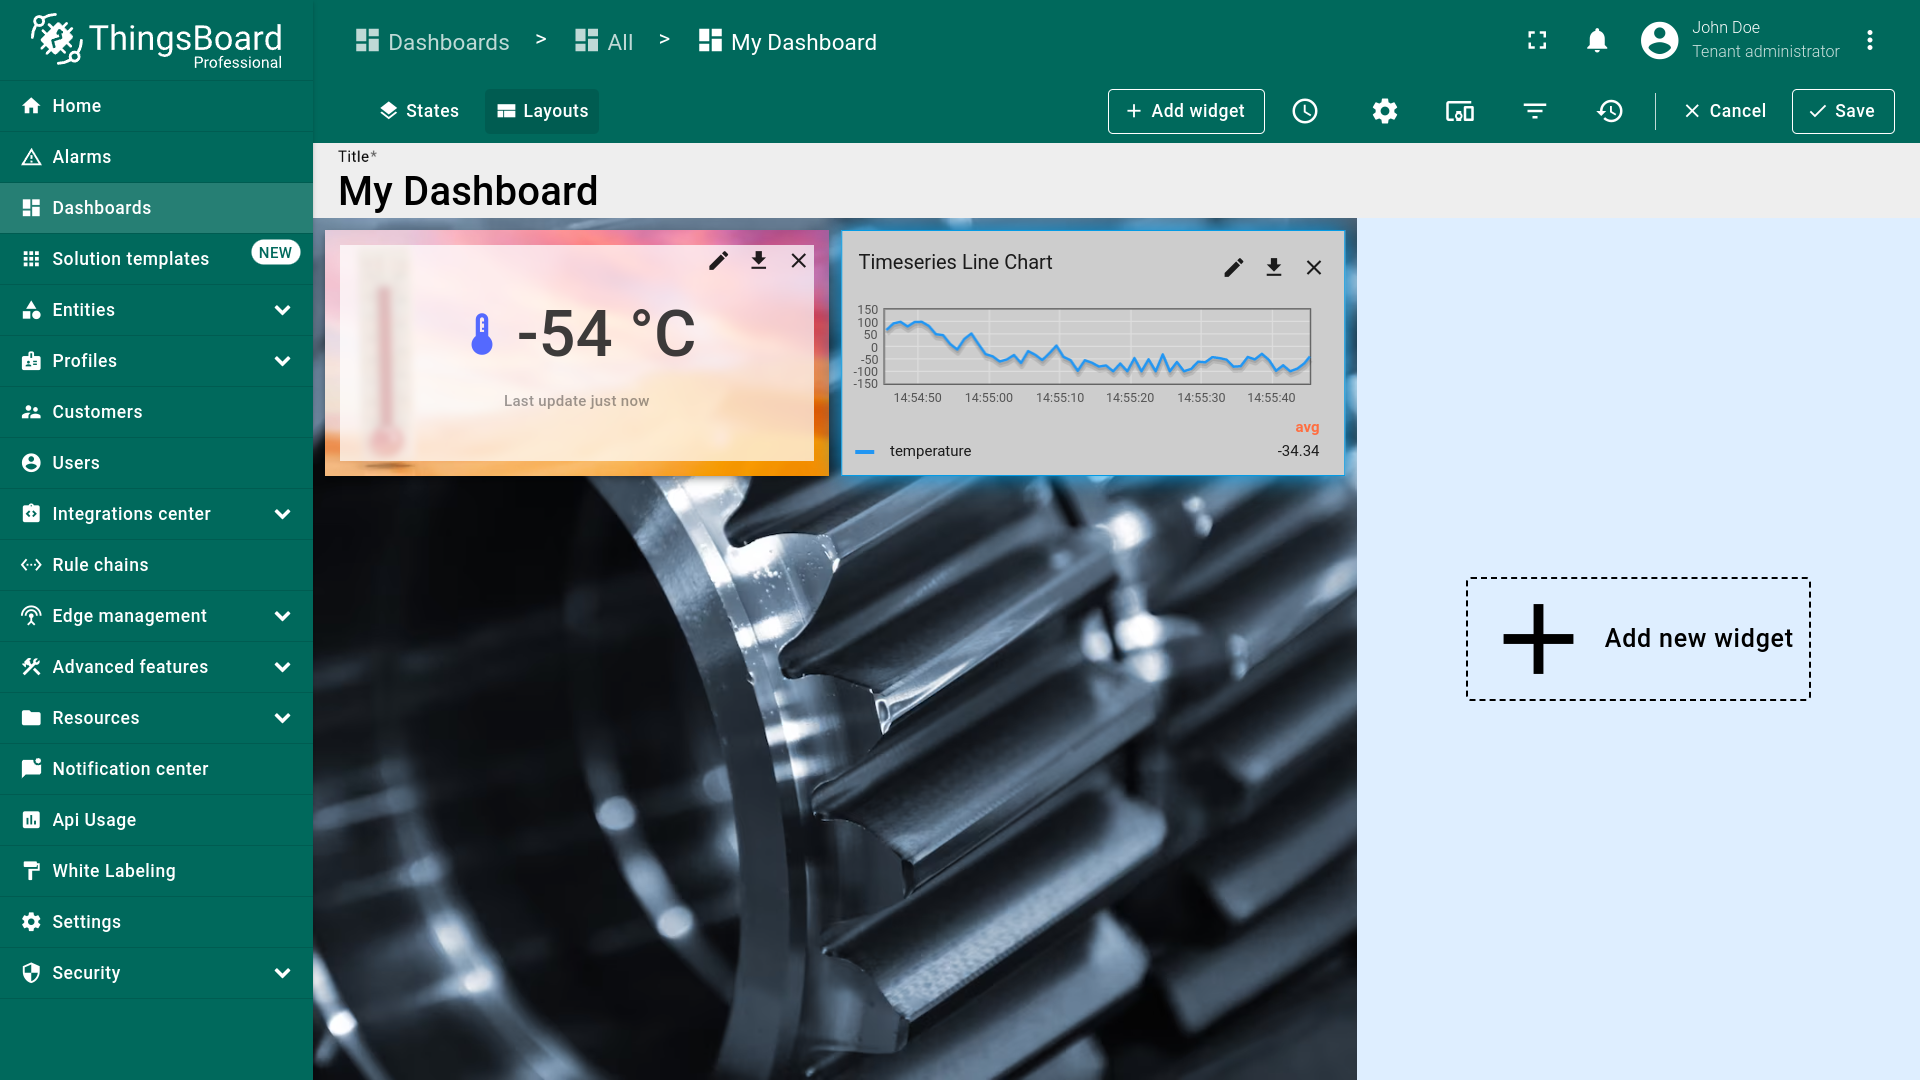 ThingsBoard
Professional
Dashboards > All > My Dashboard
John Doe
Tenant administrator
States Layouts + Add widget Cancel Save
Home
Alarms
Dashboards
Solution templates NEW
Entities
Profiles
Customers
Users
Integrations center
Rule chains
Edge management
Advanced features
Resources
Notification center
Api Usage
White Labeling
Settings
Security
Title*
My Dashboard
-54 °C
Last update just now
Timeseries Line Chart
150
100
50
0
-50
-100
-150
14:54:50 14:55:00 14:55:10 14:55:20 14:55:30 14:55:40
avg
temperature -34.34
Add new widget